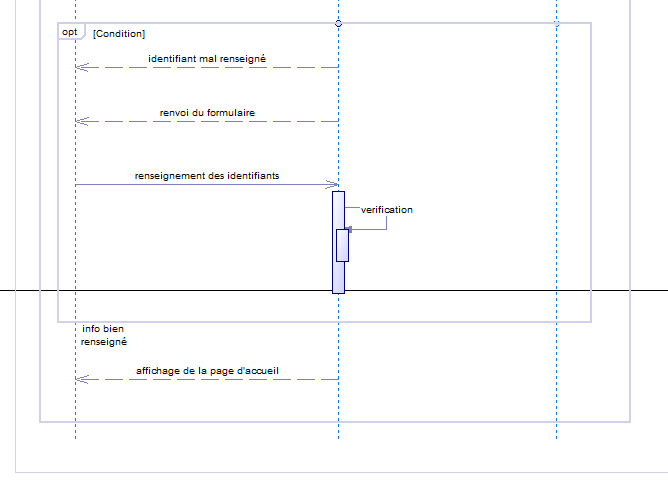 opt [Condition]
identifiant mal renseigné
renvoi du formulaire
renseignement des identifiants
verification
info bien
renseigné
affichage de la page d'accueil